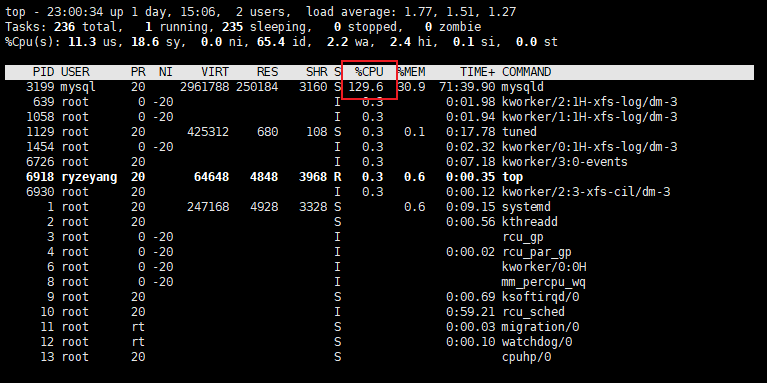 top - 23:00:34 up 1 day, 15:06,  2 users,  load average: 1.77, 1.51, 1.27
Tasks: 236 total,   1 running, 235 sleeping,   0 stopped,   0 zombie
%Cpu(s): 11.3 us, 18.6 sy,  0.0 ni, 65.4 id,  2.2 wa,  2.4 hi,  0.1 si,  0.0 st
PID USER PR NI VIRT RES SHR S %CPU %MEM TIME+ COMMAND
3199 mysql 20 2961788 250184 3160 S 129.6 30.9 71:39.90 mysqld
639 root 0 -20 I 0.3 0:01.98 kworker/2:1H-xfs-log/dm-3
1058 root 0 -20 I 0.3 0:01.94 kworker/1:1H-xfs-log/dm-3
1129 root 20 425312 680 108 S 0.3 0.1 0:17.78 tuned
1454 root 0 -20 I 0.3 0:02.32 kworker/0:1H-xfs-log/dm-3
6726 root 20 I 0.3 0:07.18 kworker/3:0-events
6918 ryzeyang 20 64648 4848 3968 R 0.3 0.6 0:00.35 top
6930 root 20 I 0.3 0:00.12 kworker/2:3-xfs-cil/dm-3
1 root 20 247168 4928 3328 S 0.6 0:09.15 systemd
2 root 20 S 0:00.56 kthreadd
3 root 0 -20 I rcu_gp
4 root 0 -20 I 0:00.02 rcu_par_gp
6 root 0 -20 I kworker/0:0H
8 root 0 -20 I mm_percpu_wq
9 root 20 S 0:00.69 ksoftirqd/0
10 root 20 I 0:59.21 rcu_sched
11 root rt S 0:00.03 migration/0
12 root rt S 0:00.10 watchdog/0
13 root 20 S cpuhp/0